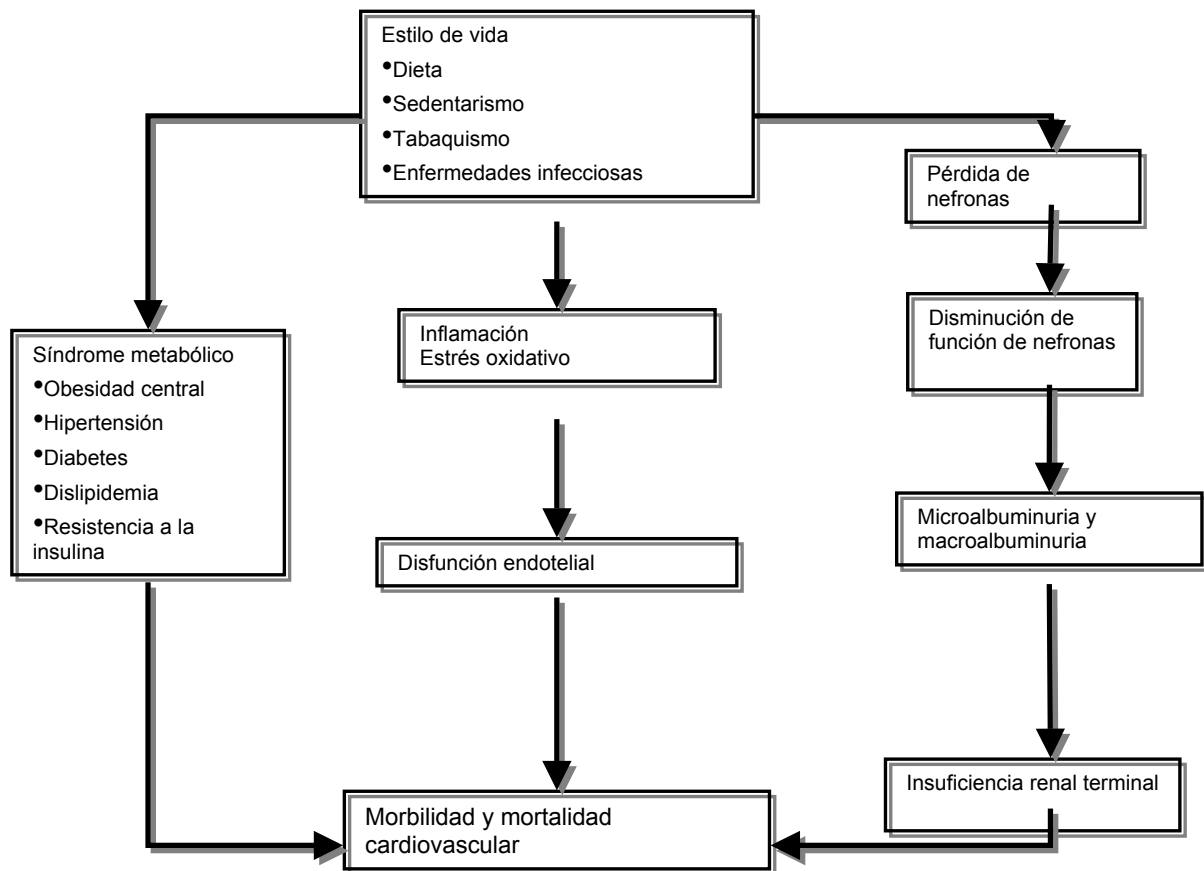 Estilo de vida
•Dieta
•Sedentarismo
•Tabaquismo
•Enfermedades infecciosas
Pérdida de
nefronas
Inflamación
Estrés oxidativo
Disminución de
función de nefronas
Síndrome metabólico
•Obesidad central
•Hipertensión
•Diabetes
•Dislipidemia
•Resistencia a la
insulina
Disfunción endotelial
Microalbuminuria y
macroalbuminuria
Insuficiencia renal terminal
Morbilidad y mortalidad
cardiovascular